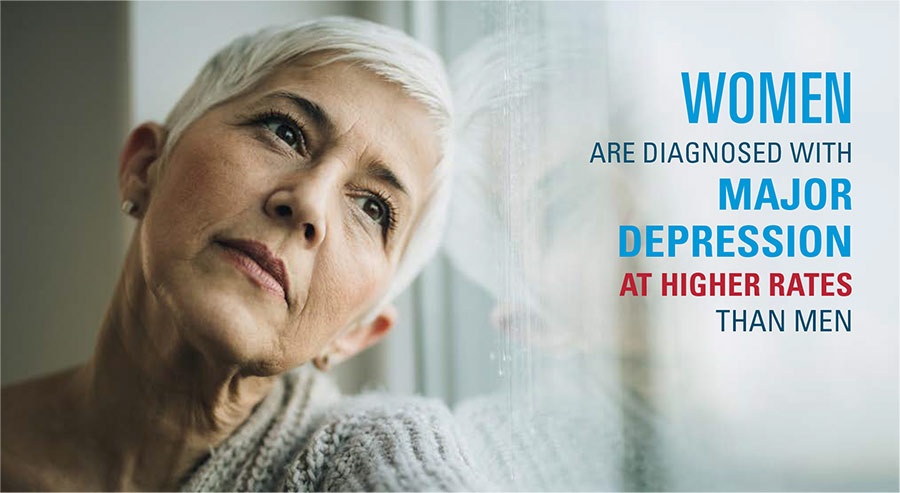 WOMEN
ARE DIAGNOSED WITH
MAJOR
DEPRESSION
AT HIGHER RATES
THAN MEN